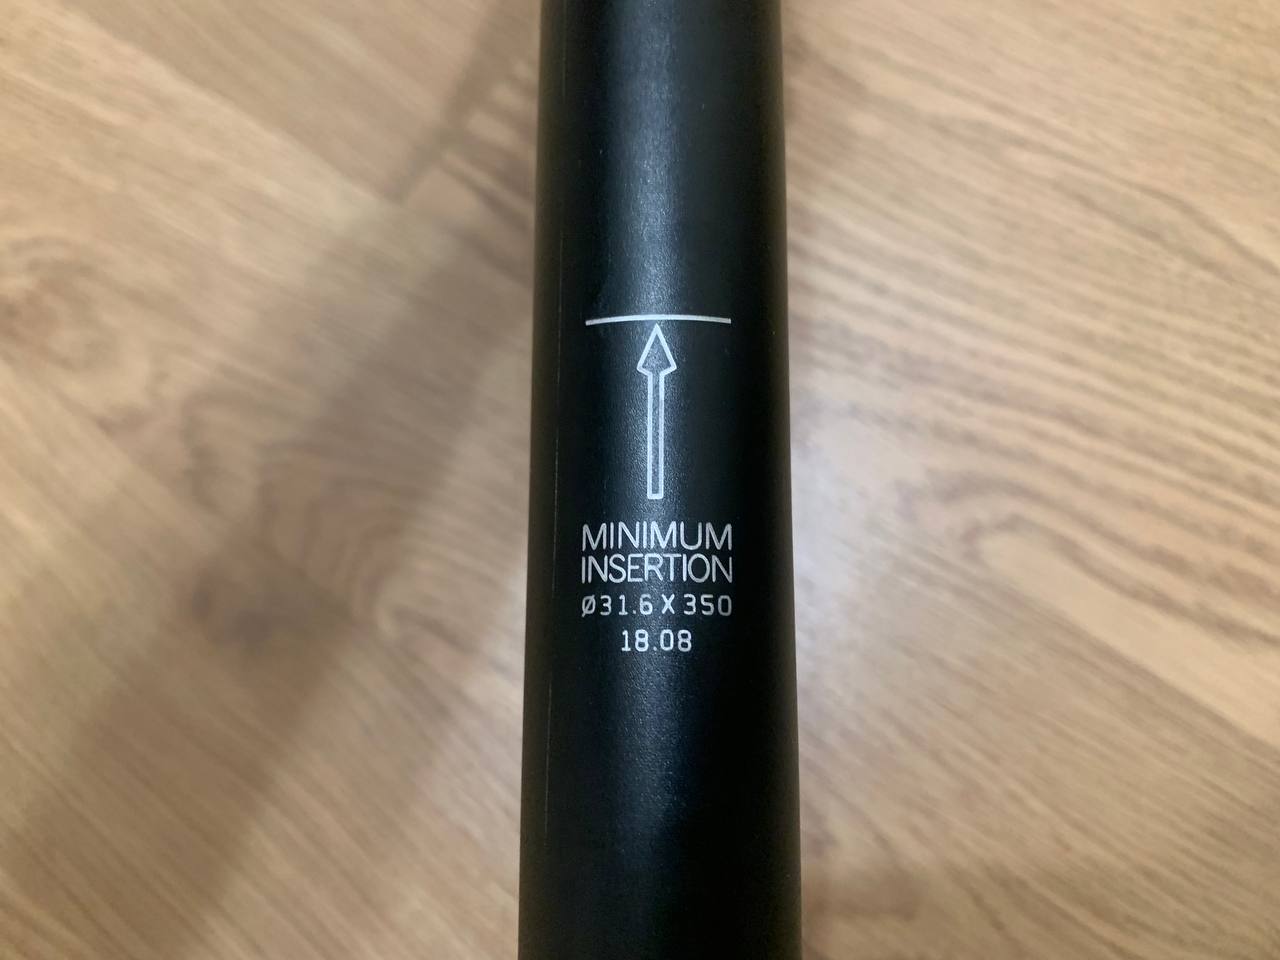 MINIMUM
INSERTION
Ø31.6 X 350
18.08